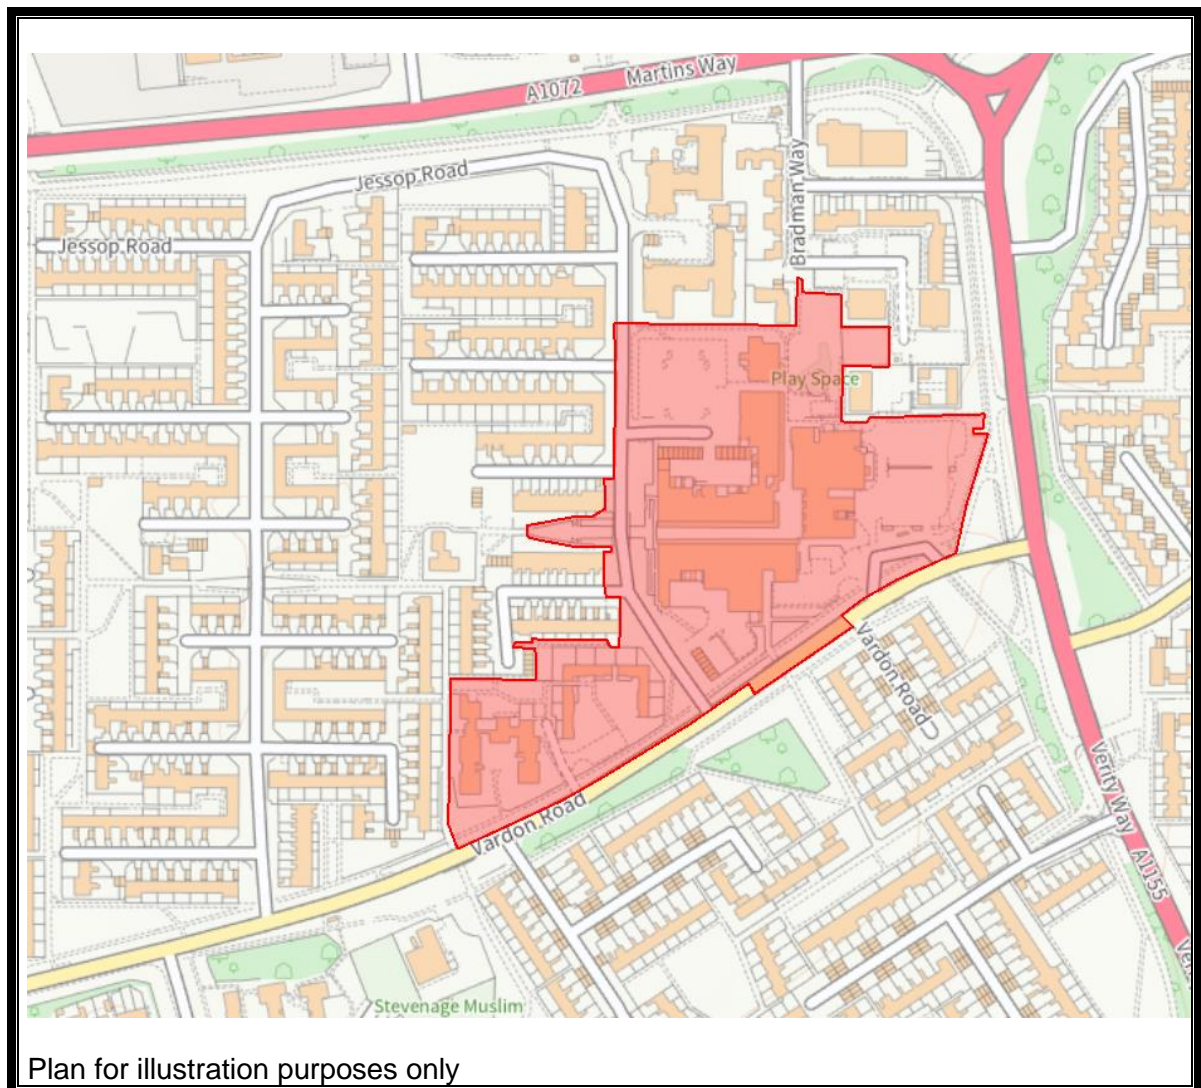 Martins Way
A1072
Jessop Road
Jessop Road
Bradman Way
Play Space
Vardon Road
Vardon Road
Verity Way
A1155
Stevenage Muslim
Plan for illustration purposes only